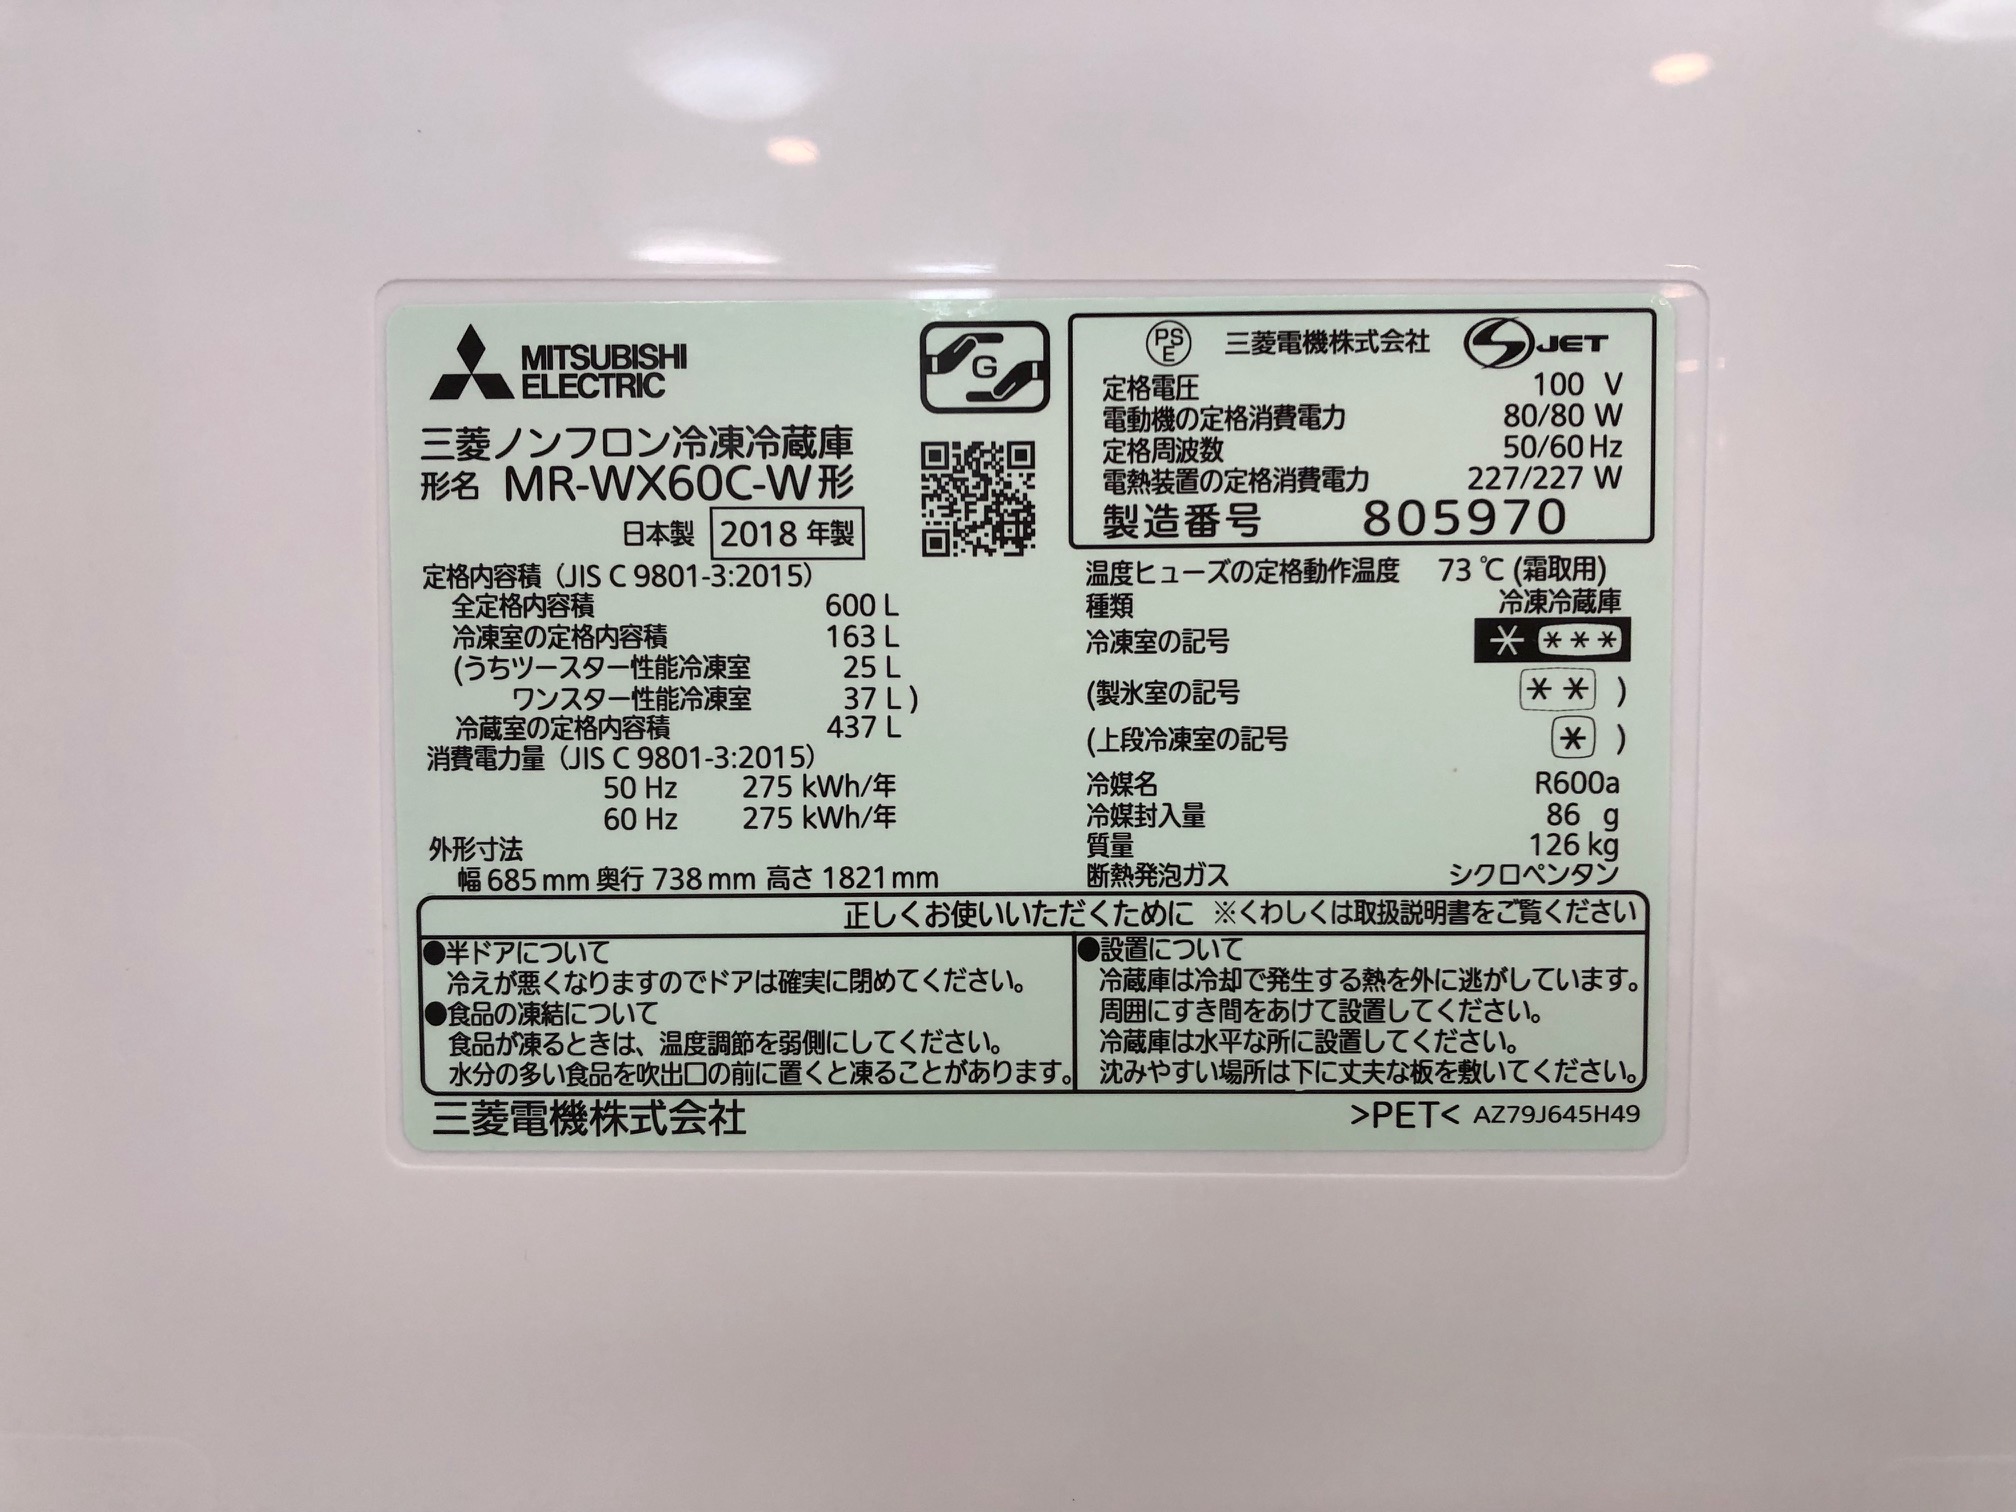 MITSUBISHI
ELECTRIC
G
三菱ノンフロン冷凍冷蔵庫
形名 MR-WX60C-W形
日本製 2018 年製
定格内容積（JIS C 9801-3:2015）
全定格内容積 600 L
冷凍室の定格内容積 163 L
(うちツースター性能冷凍室 25 L
ワンスター性能冷凍室 37 L )
冷蔵室の定格内容積 437 L
消費電力量（JIS C 9801-3:2015）
50 Hz 275 kWh/年
60 Hz 275 kWh/年
外形寸法
幅 685 mm 奥行 738 mm 高さ 1821 mm
PS
E
三菱電機株式会社 JET
定格電圧 100 V
電動機の定格消費電力 80/80 W
定格周波数 50/60 Hz
電熱装置の定格消費電力 227/227 W
製造番号 805970
温度ヒューズの定格動作温度 73 ℃ (霜取用)
種類 冷凍冷蔵庫
冷凍室の記号 * ***
(製氷室の記号 ** )
(上段冷凍室の記号 * )
冷媒名 R600a
冷媒封入量 86 g
質量 126 kg
断熱発泡ガス シクロペンタン
正しくお使いいただくために ※くわしくは取扱説明書をご覧ください
●半ドアについて
冷えが悪くなりますのでドアは確実に閉めてください。
●食品の凍結について
食品が凍るときは、温度調節を弱側にしてください。
水分の多い食品を吹出口の前に置くと凍ることがあります。
●設置について
冷蔵庫は冷却で発生する熱を外に逃がしています。
周囲にすき間をあけて設置してください。
冷蔵庫は水平な所に設置してください。
沈みやすい場所は下に丈夫な板を敷いてください。
三菱電機株式会社
>PET< AZ79J645H49